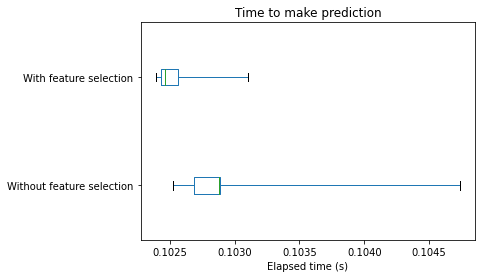 Time to make prediction
With feature selection
Without feature selection
0.1025 0.1030 0.1035 0.1040 0.1045
Elapsed time (s)